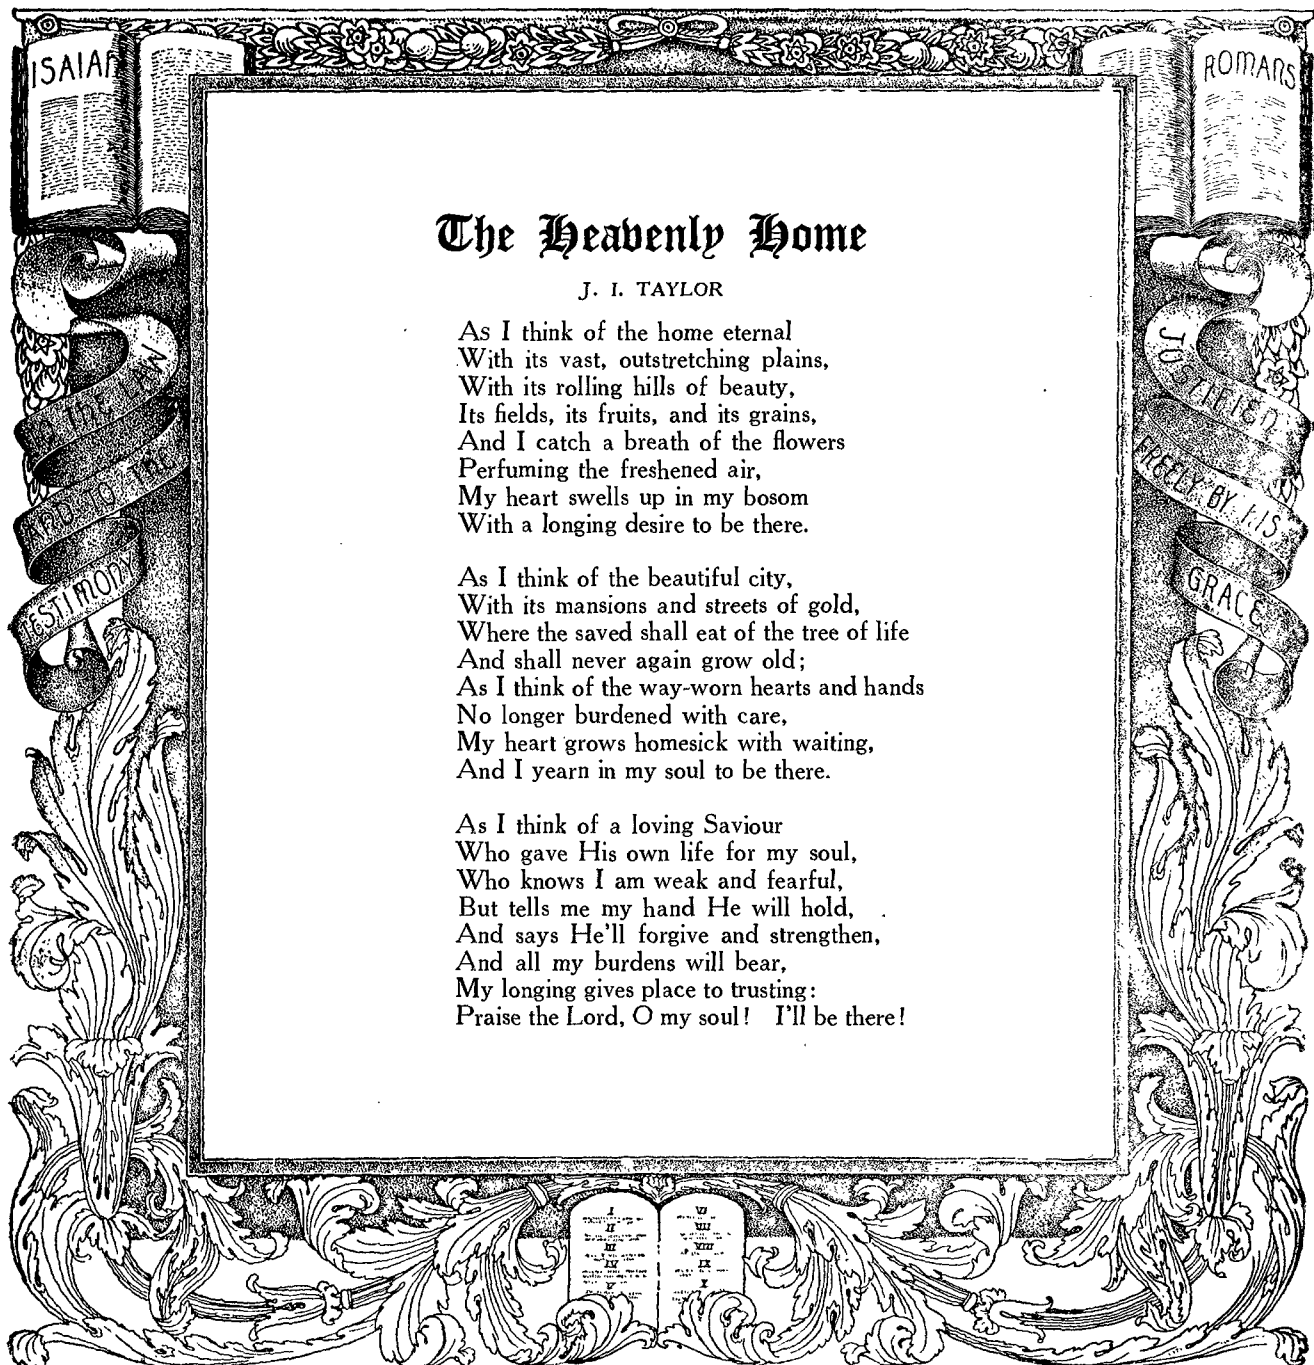 ISAIAH
ROMANS
The Heavenly Home
J. I. TAYLOR
As I think of the home eternal
With its vast, outstretching plains,
With its rolling hills of beauty,
Its fields, its fruits, and its grains,
And I catch a breath of the flowers
Perfuming the freshened air,
My heart swells up in my bosom
With a longing desire to be there.

As I think of the beautiful city,
With its mansions and streets of gold,
Where the saved shall eat of the tree of life
And shall never again grow old;
As I think of the way-worn hearts and hands
No longer burdened with care,
My heart grows homesick with waiting,
And I yearn in my soul to be there.

As I think of a loving Saviour
Who gave His own life for my soul,
Who knows I am weak and fearful,
But tells me my hand He will hold,
And says He'll forgive and strengthen,
And all my burdens will bear,
My longing gives place to trusting:
Praise the Lord, O my soul! I'll be there!
TO THE LAW
AND TO THE
TESTIMONY
JUSTIFIED
FREELY BY HIS
GRACE
I
II
III
IV
V
VI
VII
VIII
IX
X